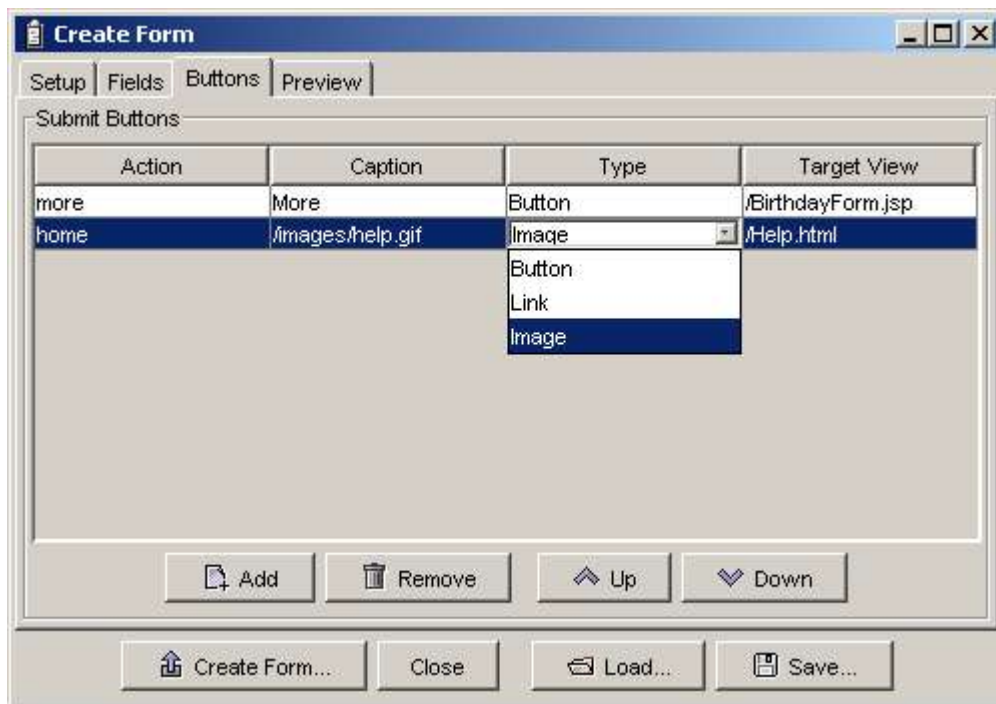 Create Form
Setup Fields Buttons Preview
Submit Buttons
Action Caption Type Target View
more More Button /BirthdayForm.jsp
home /images/help.gif Image /Help.html
Button
Link
Image
Add Remove Up Down
Create Form... Close Load... Save...